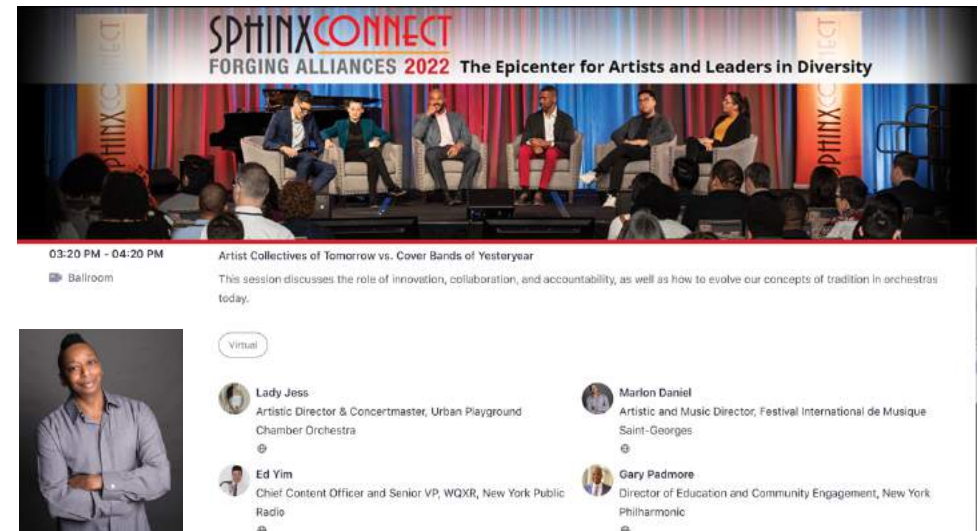 SPHINXCONNECT
FORGING ALLIANCES 2022 The Epicenter for Artists and Leaders in Diversity
SPHINXCONNECT
SPHINXCONNECT
03:20 PM - 04:20 PM
Ballroom
Artist Collectives of Tomorrow vs. Cover Bands of Yesteryear
This session discusses the role of innovation, collaboration, and accountability, as well as how to evolve our concepts of tradition in orchestras
today.
Virtual
Lady Jess
Artistic Director & Concertmaster, Urban Playground
Chamber Orchestra
Marlon Daniel
Artistic and Music Director, Festival International de Musique
Saint-Georges
Ed Yim
Chief Content Officer and Senior VP, WQXR, New York Public
Radio
Gary Padmore
Director of Education and Community Engagement, New York
Philharmonic